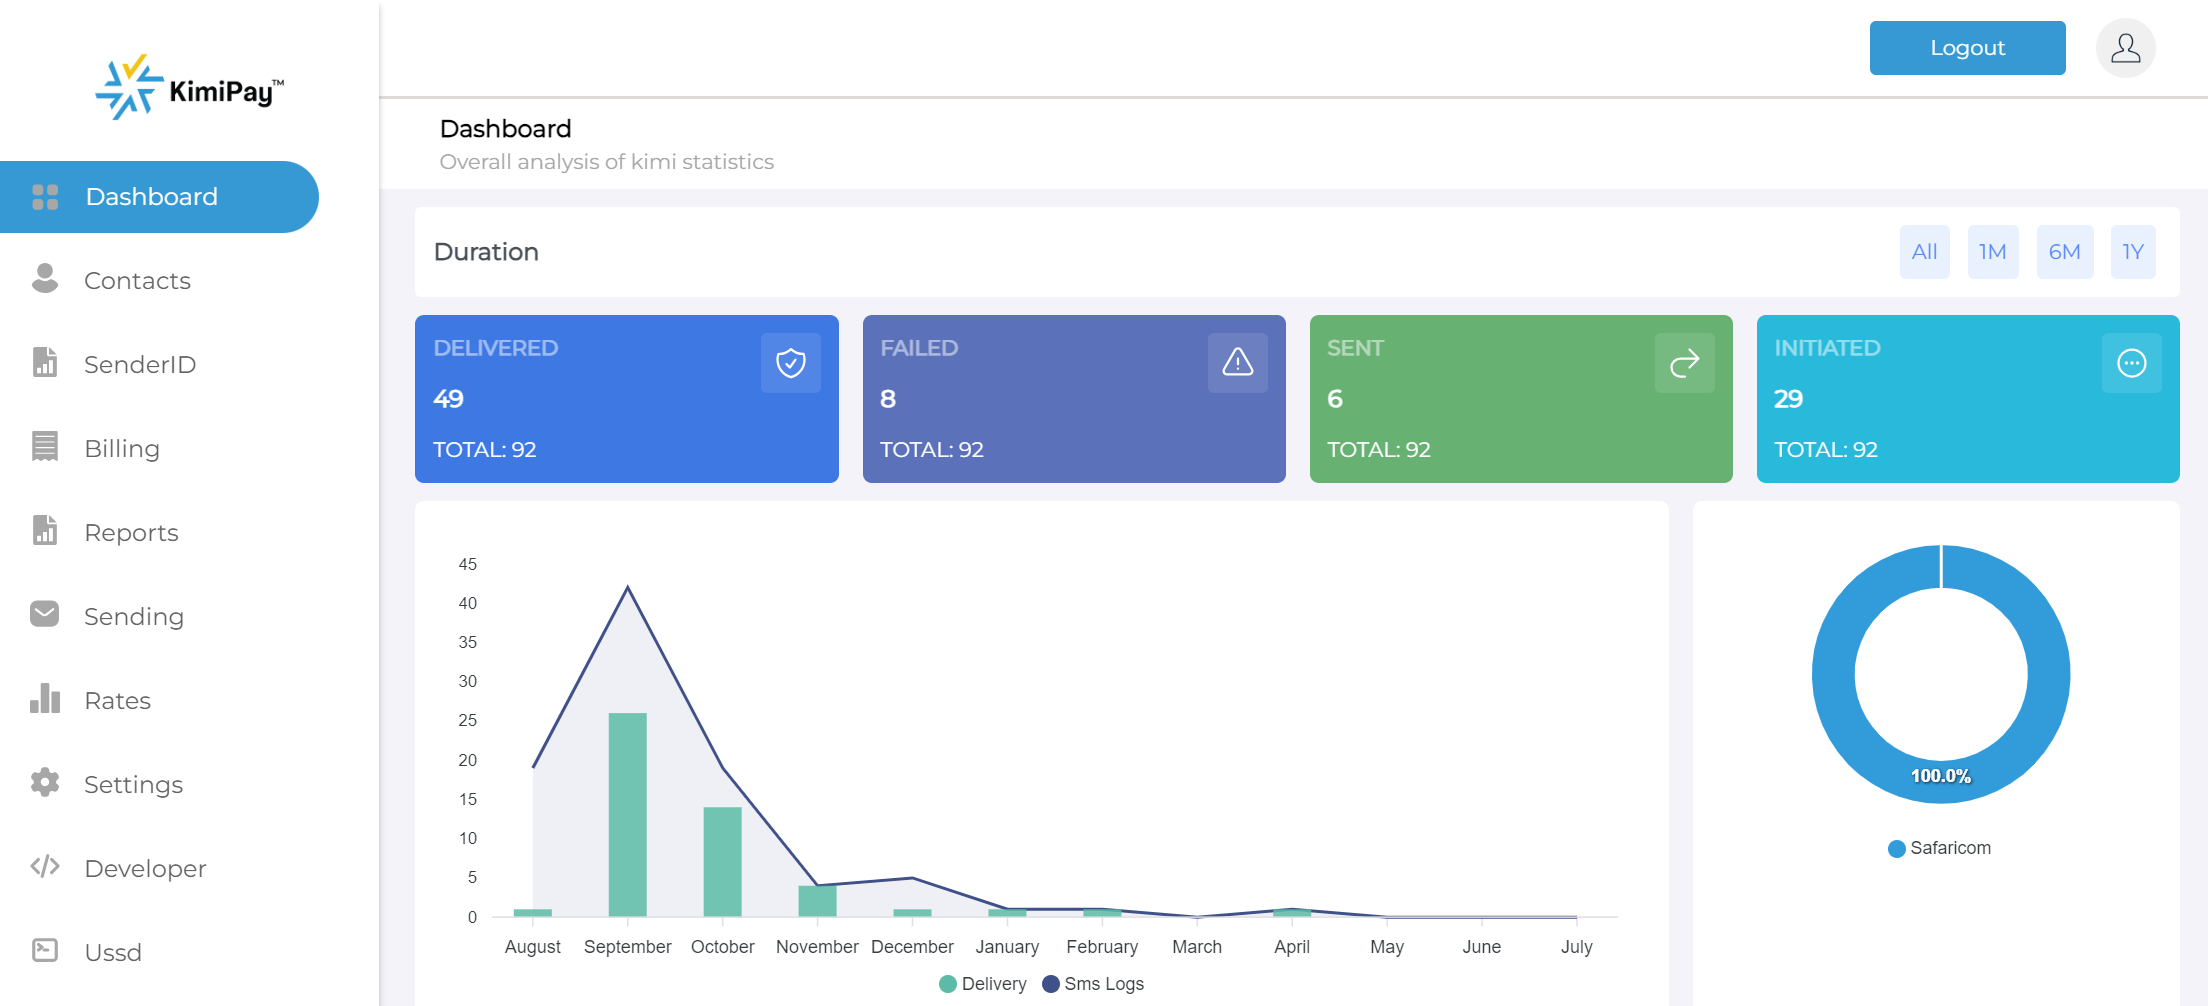 KimiPay™
Logout
Dashboard
Overall analysis of kimi statistics
Dashboard
Contacts
SenderID
Billing
Reports
Sending
Rates
Settings
Developer
Ussd
Duration
All 1M 6M 1Y
DELIVERED
49
TOTAL: 92
FAILED
8
TOTAL: 92
SENT
6
TOTAL: 92
INITIATED
29
TOTAL: 92
45
40
35
30
25
20
15
10
5
0
August September October November December January February March April May June July
Delivery Sms Logs
100.0%
Safaricom